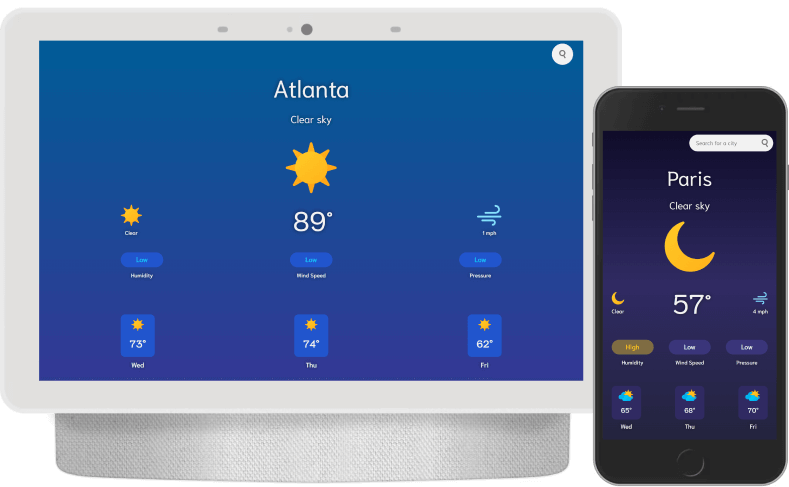 Atlanta
Clear sky
Clear
89°
1 mph
Low
Low
Low
Humidity
Wind Speed
Pressure
73°
74°
62°
Wed
Thu
Fri
Search for a city
Paris
Clear sky
Clear
57°
4 mph
High
Low
Low
Humidity
Wind Speed
Pressure
65°
68°
70°
Wed
Thu
Fri